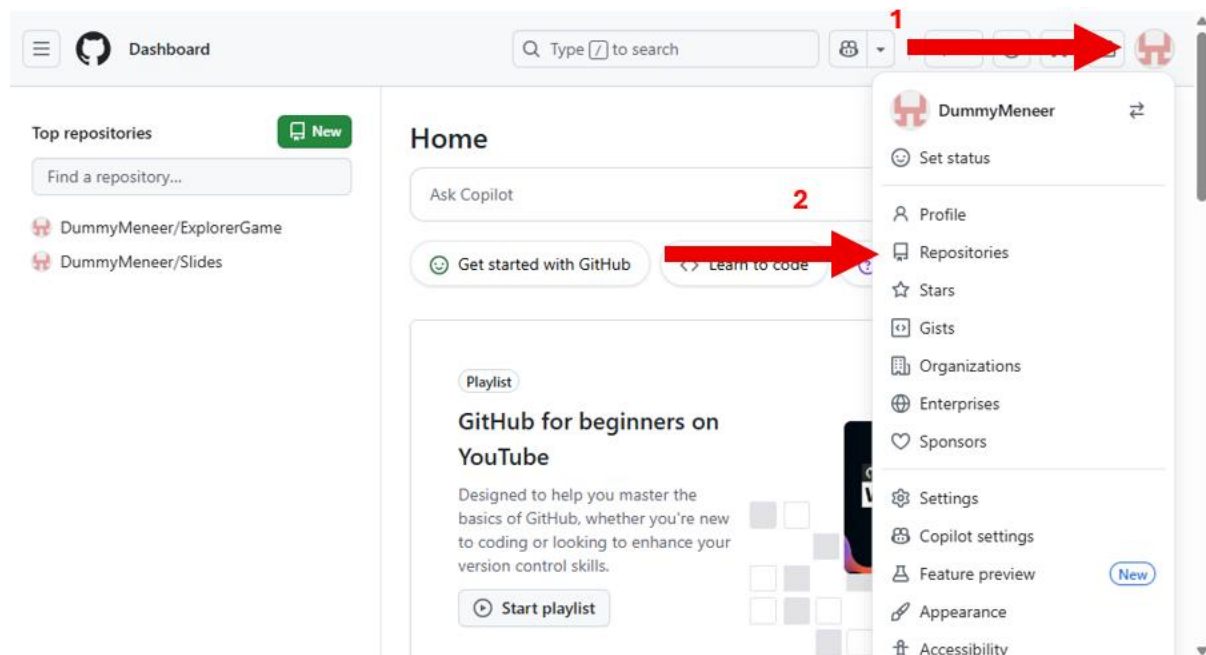 1
Dashboard
Type / to search
DummyMeneer
Set status
Profile
Repositories
Stars
Gists
Organizations
Enterprises
Sponsors
Settings
Copilot settings
Feature preview New
Appearance
Accessibility
Top repositories New
Find a repository...
DummyMeneer/ExplorerGame
DummyMeneer/Slides
Home
Ask Copilot
2
Get started with GitHub
Learn to code
Playlist
GitHub for beginners on
YouTube
Designed to help you master the
basics of GitHub, whether you're new
to coding or looking to enhance your
version control skills.
Start playlist